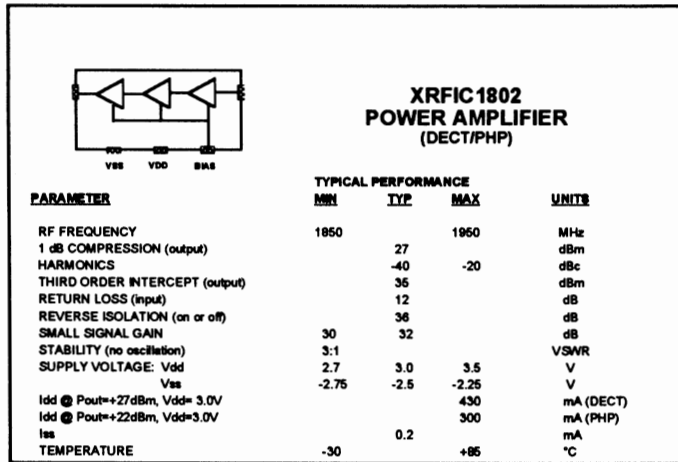 XRFIC1802
POWER AMPLIFIER
(DECT/PHP)
VSS VDD BIAS
TYPICAL PERFORMANCE
PARAMETER MIN TYP MAX UNITS
RF FREQUENCY 1850 1950 MHz
1 dB COMPRESSION (output) 27 dBm
HARMONICS -40 -20 dBc
THIRD ORDER INTERCEPT (output) 35 dBm
RETURN LOSS (input) 12 dB
REVERSE ISOLATION (on or off) 36 dB
SMALL SIGNAL GAIN 30 32 dB
STABILITY (no oscillation) 3:1 VSWR
SUPPLY VOLTAGE: Vdd 2.7 3.0 3.5 V
Vss -2.75 -2.5 -2.25 V
Idd @ Pout=+27dBm, Vdd= 3.0V 430 mA (DECT)
Idd @ Pout=+22dBm, Vdd=3.0V 300 mA (PHP)
Iss 0.2 mA
TEMPERATURE -30 +85 °C